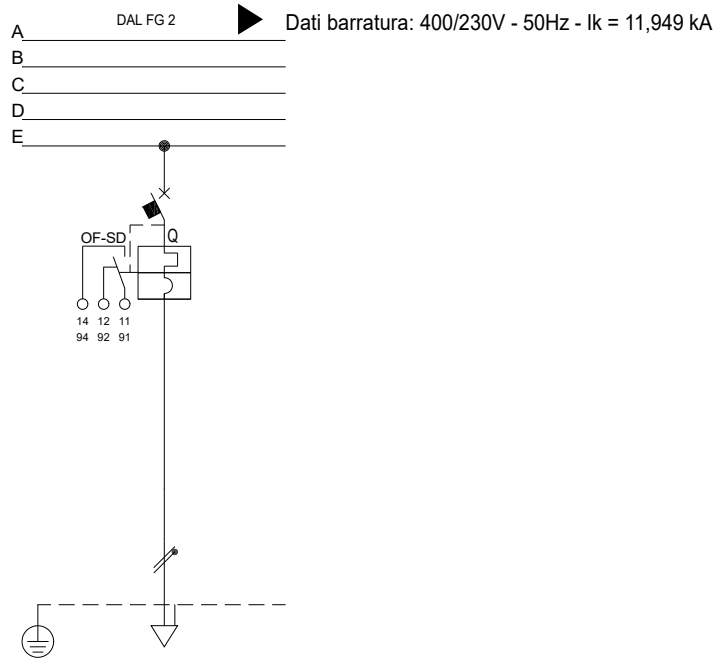 DAL FG 2
Dati barratura: 400/230V - 50Hz - Ik = 11,949 kA
A
B
C
D
E
OF-SD
Q
14 12 11
94 92 91